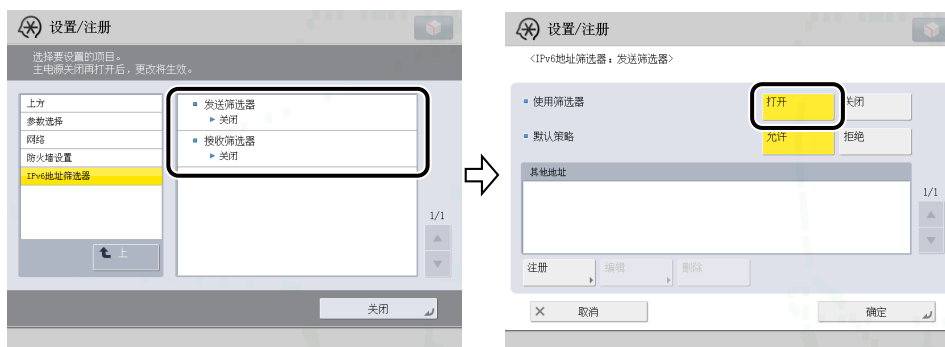 设置/注册
选择要设置的项目。
主电源关闭再打开后，更改将生效。
上方
参数选择
网络
防火墙设置
IPv6地址筛选器
上
发送筛选器
关闭
接收筛选器
关闭
1/1
关闭
设置/注册
<IPv6地址筛选器：发送筛选器>
使用筛选器
打开
关闭
默认策略
允许
拒绝
其他地址
1/1
注册
编辑
删除
取消
确定